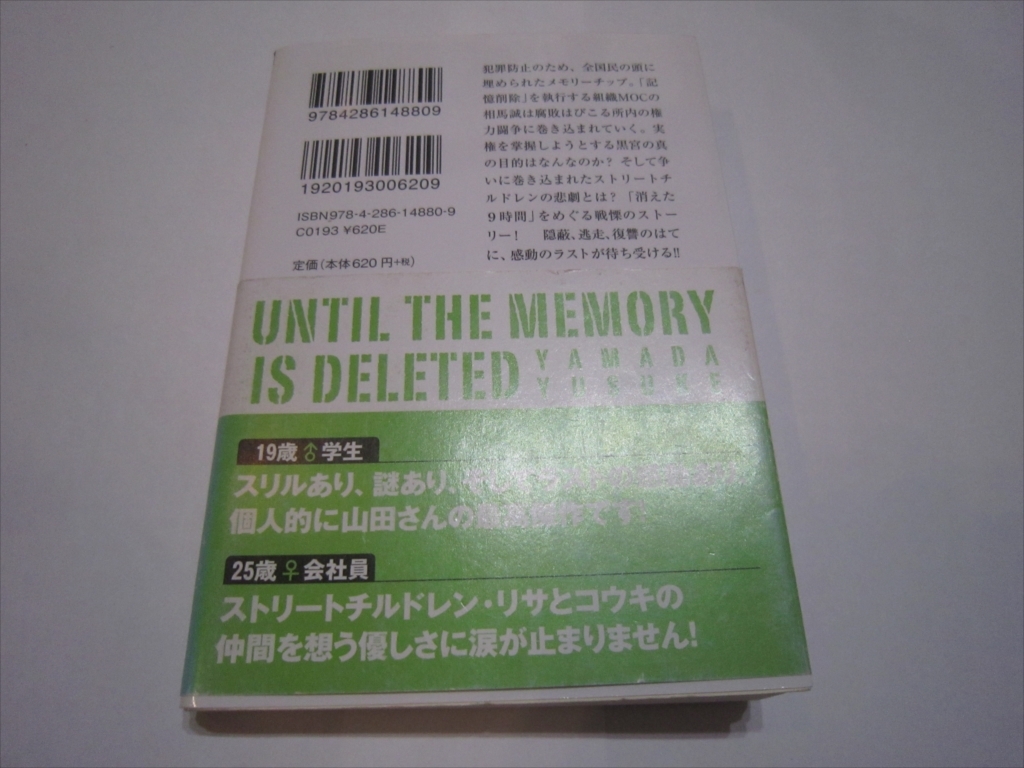 9784286148809
1920193006209
ISBN978-4-286-14880-9
C0193 ¥620E
定価(本体620円+税)
犯罪防止のため、全国民の頭に
埋められたメモリーチップ。「記
憶削除」を執行する組織MOCの
相馬誠は腐敗はびこる所内の権
力闘争に巻き込まれていく。実
権を掌握しようとする黒宮の真
の目的はなんなのか? そして争
いに巻き込まれたストリートチ
ルドレンの悲劇とは? 「消えた
9時間」をめぐる戦慄のストー
リー! 隠蔽、逃走、復讐のはて
に、感動のラストが待ち受ける!!
UNTIL THE MEMORY
IS DELETED
YAMADA
YUSUKE
19歳♂学生
スリルあり、謎あり、
個人的に山田さんの
25歳♀会社員
ストリートチルドレン・リサとコウキの
仲間を想う優しさに涙が止まりません!